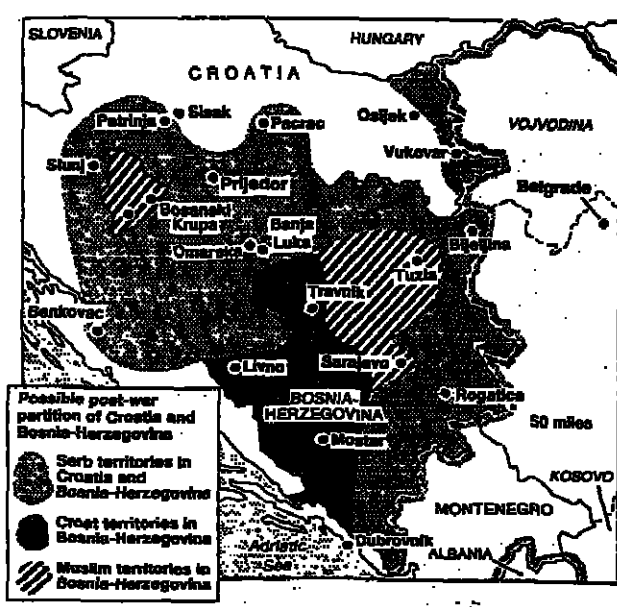 SLOVENIA
HUNGARY
CROATIA
Sisak
Petrinja
Pacrac
Osijek
VOJVODINA
Vukovar
Slunj
Prijedor
Belgrade
Bosanski
Krupa
Banja
Luka
Omarska
Bijeljina
Tuzla
Travnik
Benkovac
Sarajevo
Livno
BOSNIA-
HERZEGOVINA
Rogatica
Mostar
50 miles
KOSOVO
MONTENEGRO
Dubrovnik
ALBANIA
Adriatic
Sea
Possible post-war
partition of Croatia and
Bosnia-Herzegovina
Serb territories in
Croatia and
Bosnia-Herzegovina
Croat territories in
Bosnia-Herzegovina
Muslim territories in
Bosnia-Herzegovina